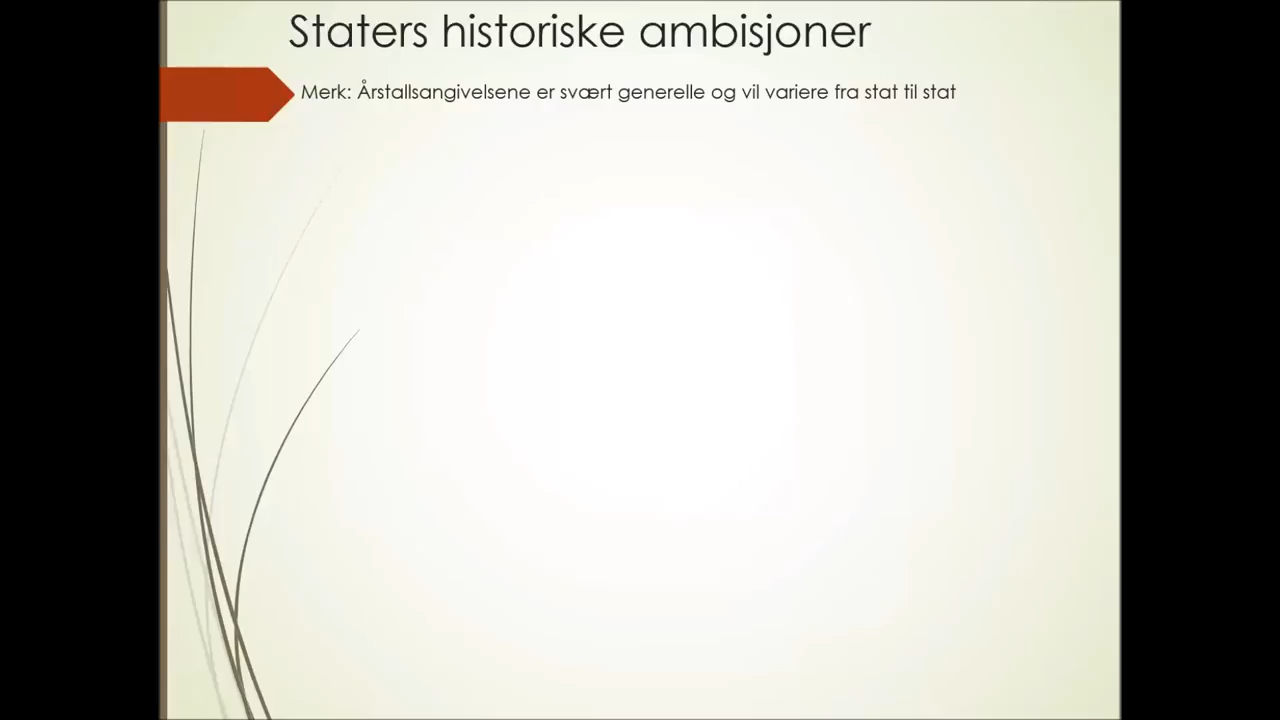 Staters historiske ambisjoner
Merk: Årstallsangivelsene er svært generelle og vil variere fra stat til stat